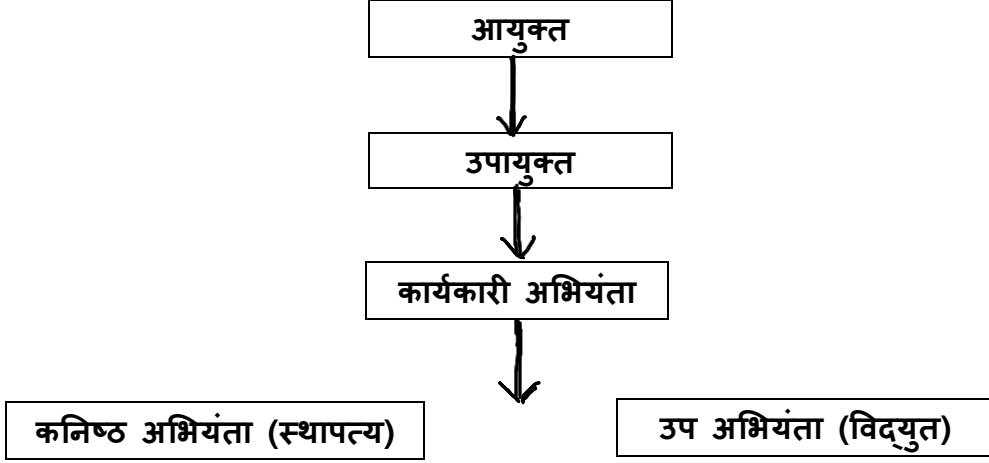 आयुक्त
उपायुक्त
कार्यकारी अभियंता
कनिष्ठ अभियंता (स्थापत्य)
उप अभियंता (विद्‌युत)